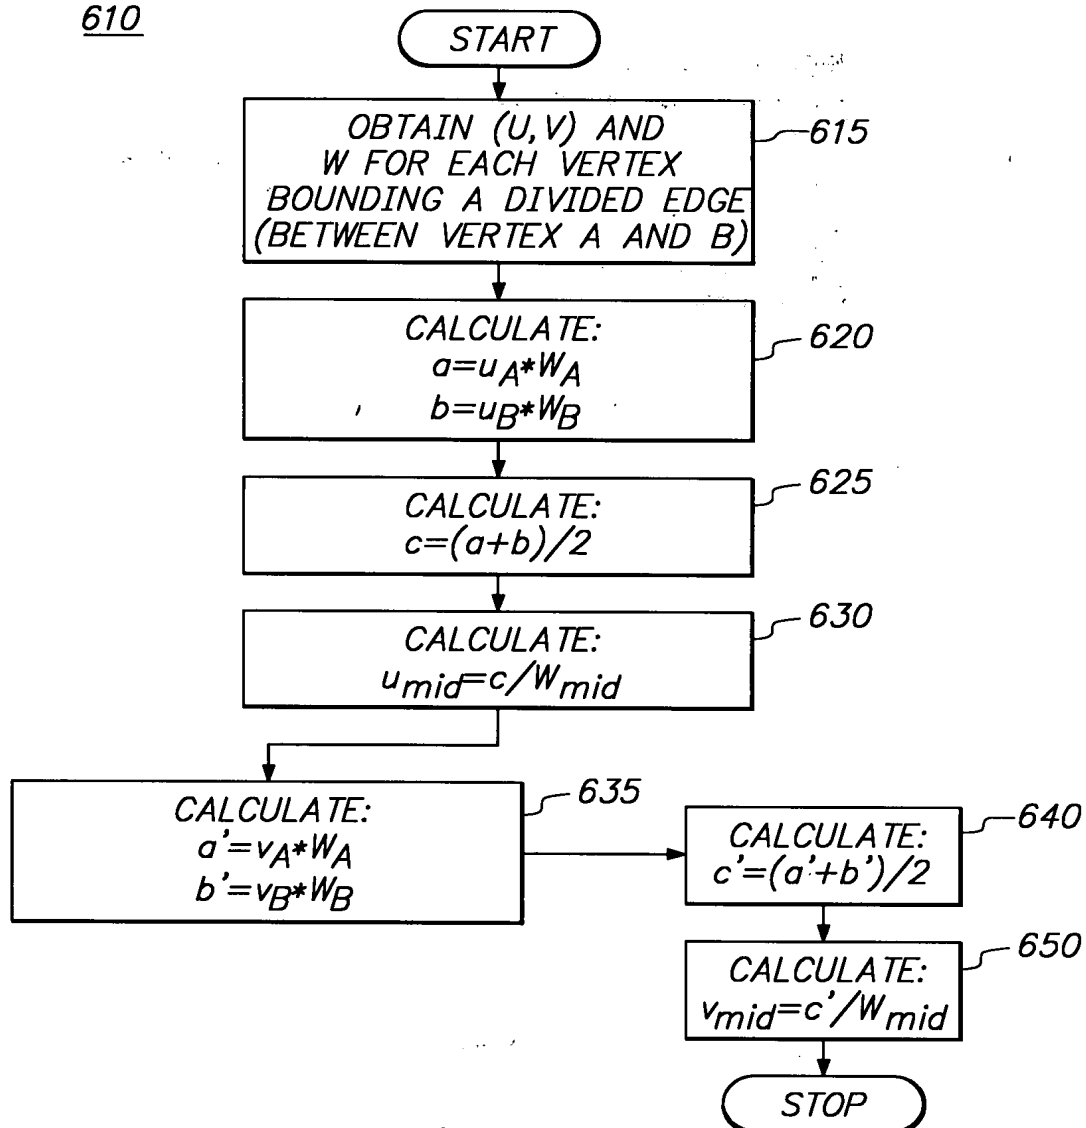 610
START
OBTAIN (U,V) AND
W FOR EACH VERTEX
BOUNDING A DIVIDED EDGE
(BETWEEN VERTEX A AND B)
615
CALCULATE:
a=uA*WA
b=uB*WB
620
CALCULATE:
c=(a+b)/2
625
CALCULATE:
umid=c/Wmid
630
CALCULATE:
a'=vA*WA
b'=vB*WB
635
CALCULATE:
c'=(a'+b')/2
640
CALCULATE:
vmid=c'/Wmid
650
STOP